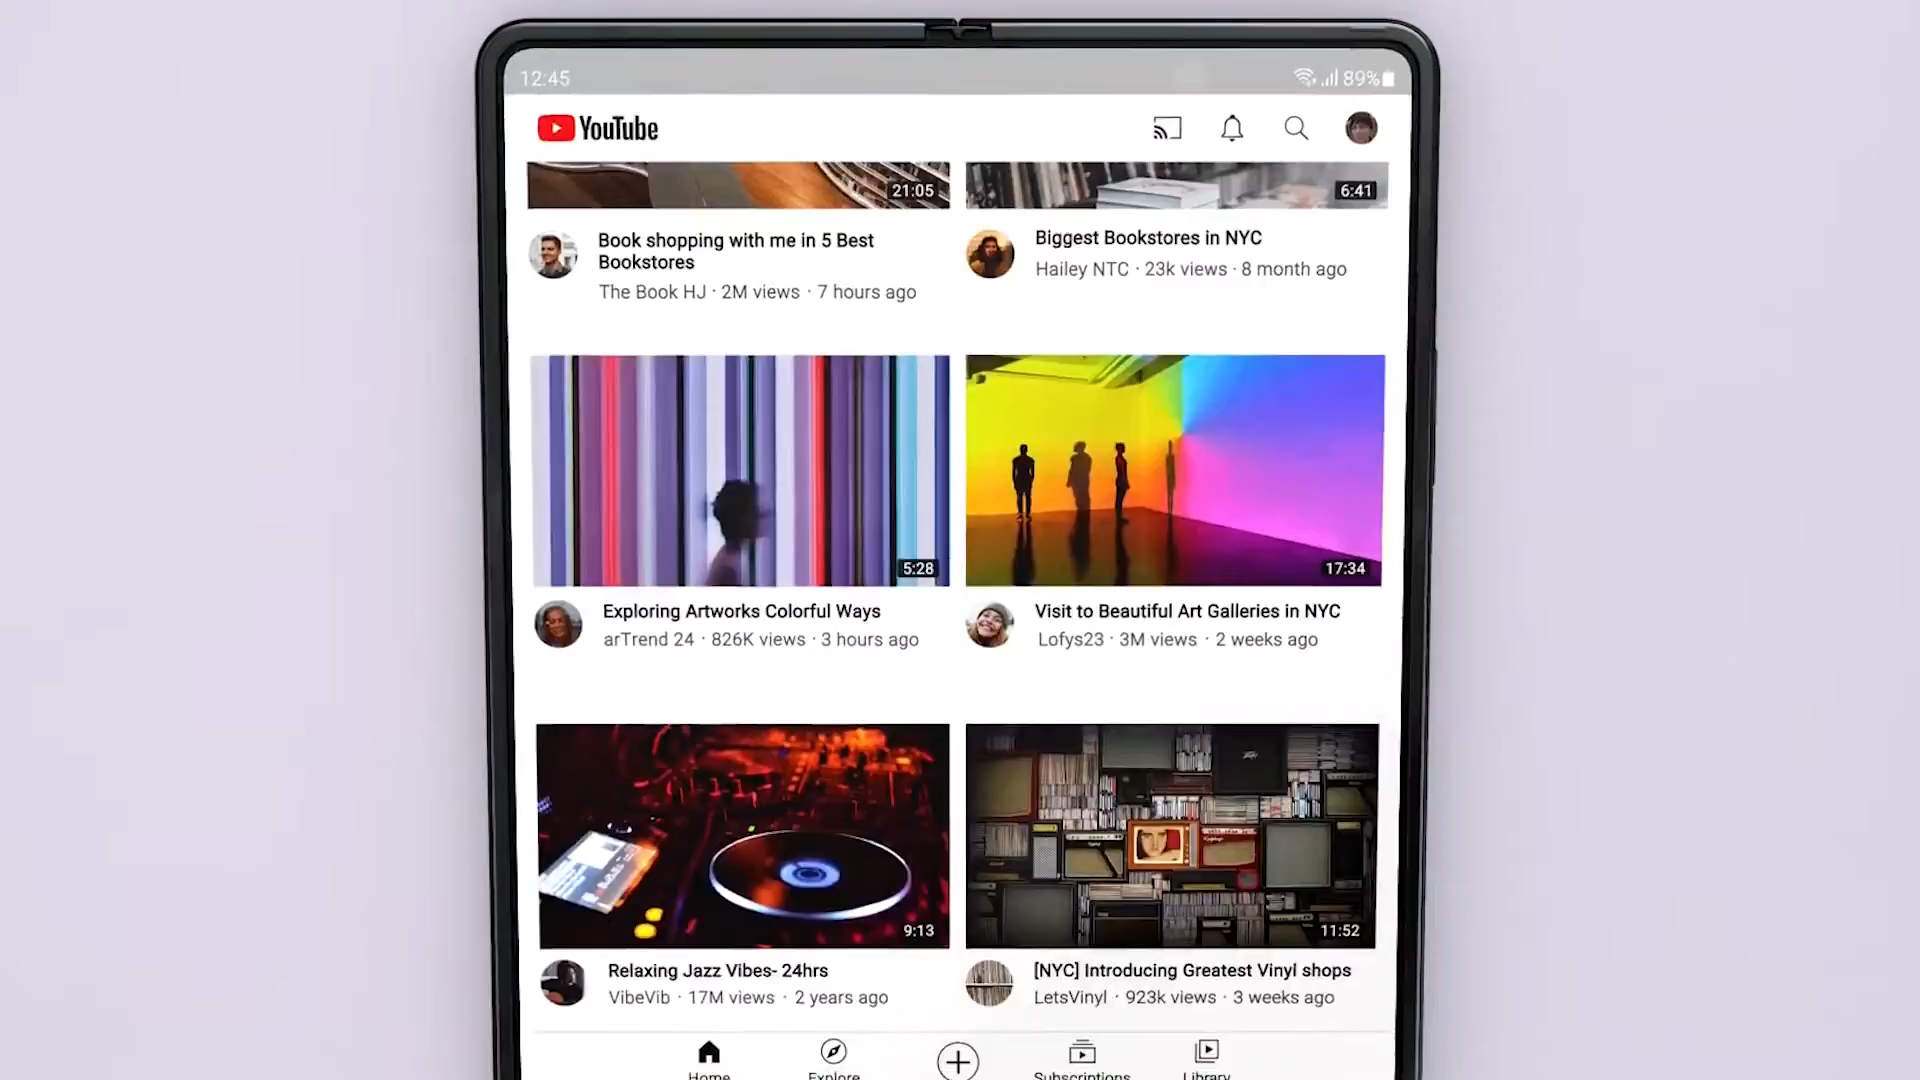 12:45
89%
YouTube
21:05
6:41
Book shopping with me in 5 Best
Bookstores
The Book HJ · 2M views · 7 hours ago
Biggest Bookstores in NYC
Hailey NTC · 23k views · 8 month ago
5:28
17:34
Exploring Artworks Colorful Ways
arTrend 24 · 826K views · 3 hours ago
Visit to Beautiful Art Galleries in NYC
Lofys23 · 3M views · 2 weeks ago
9:13
11:52
Relaxing Jazz Vibes- 24hrs
VibeVib · 17M views · 2 years ago
[NYC] Introducing Greatest Vinyl shops
LetsVinyl · 923k views · 3 weeks ago
Home
Explore
Subscriptions
Library